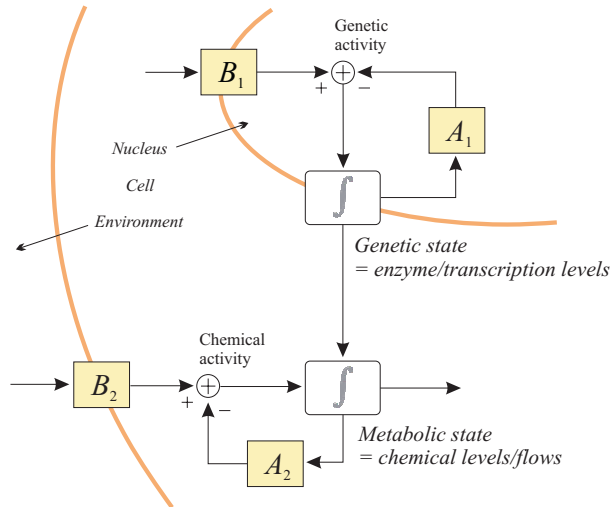 Genetic
activity
B1
+ −
A1
Nucleus
Cell
Environment
∫
Genetic state
= enzyme/transcription levels
Chemical
activity
B2
+ −
∫
A2
Metabolic state
= chemical levels/flows